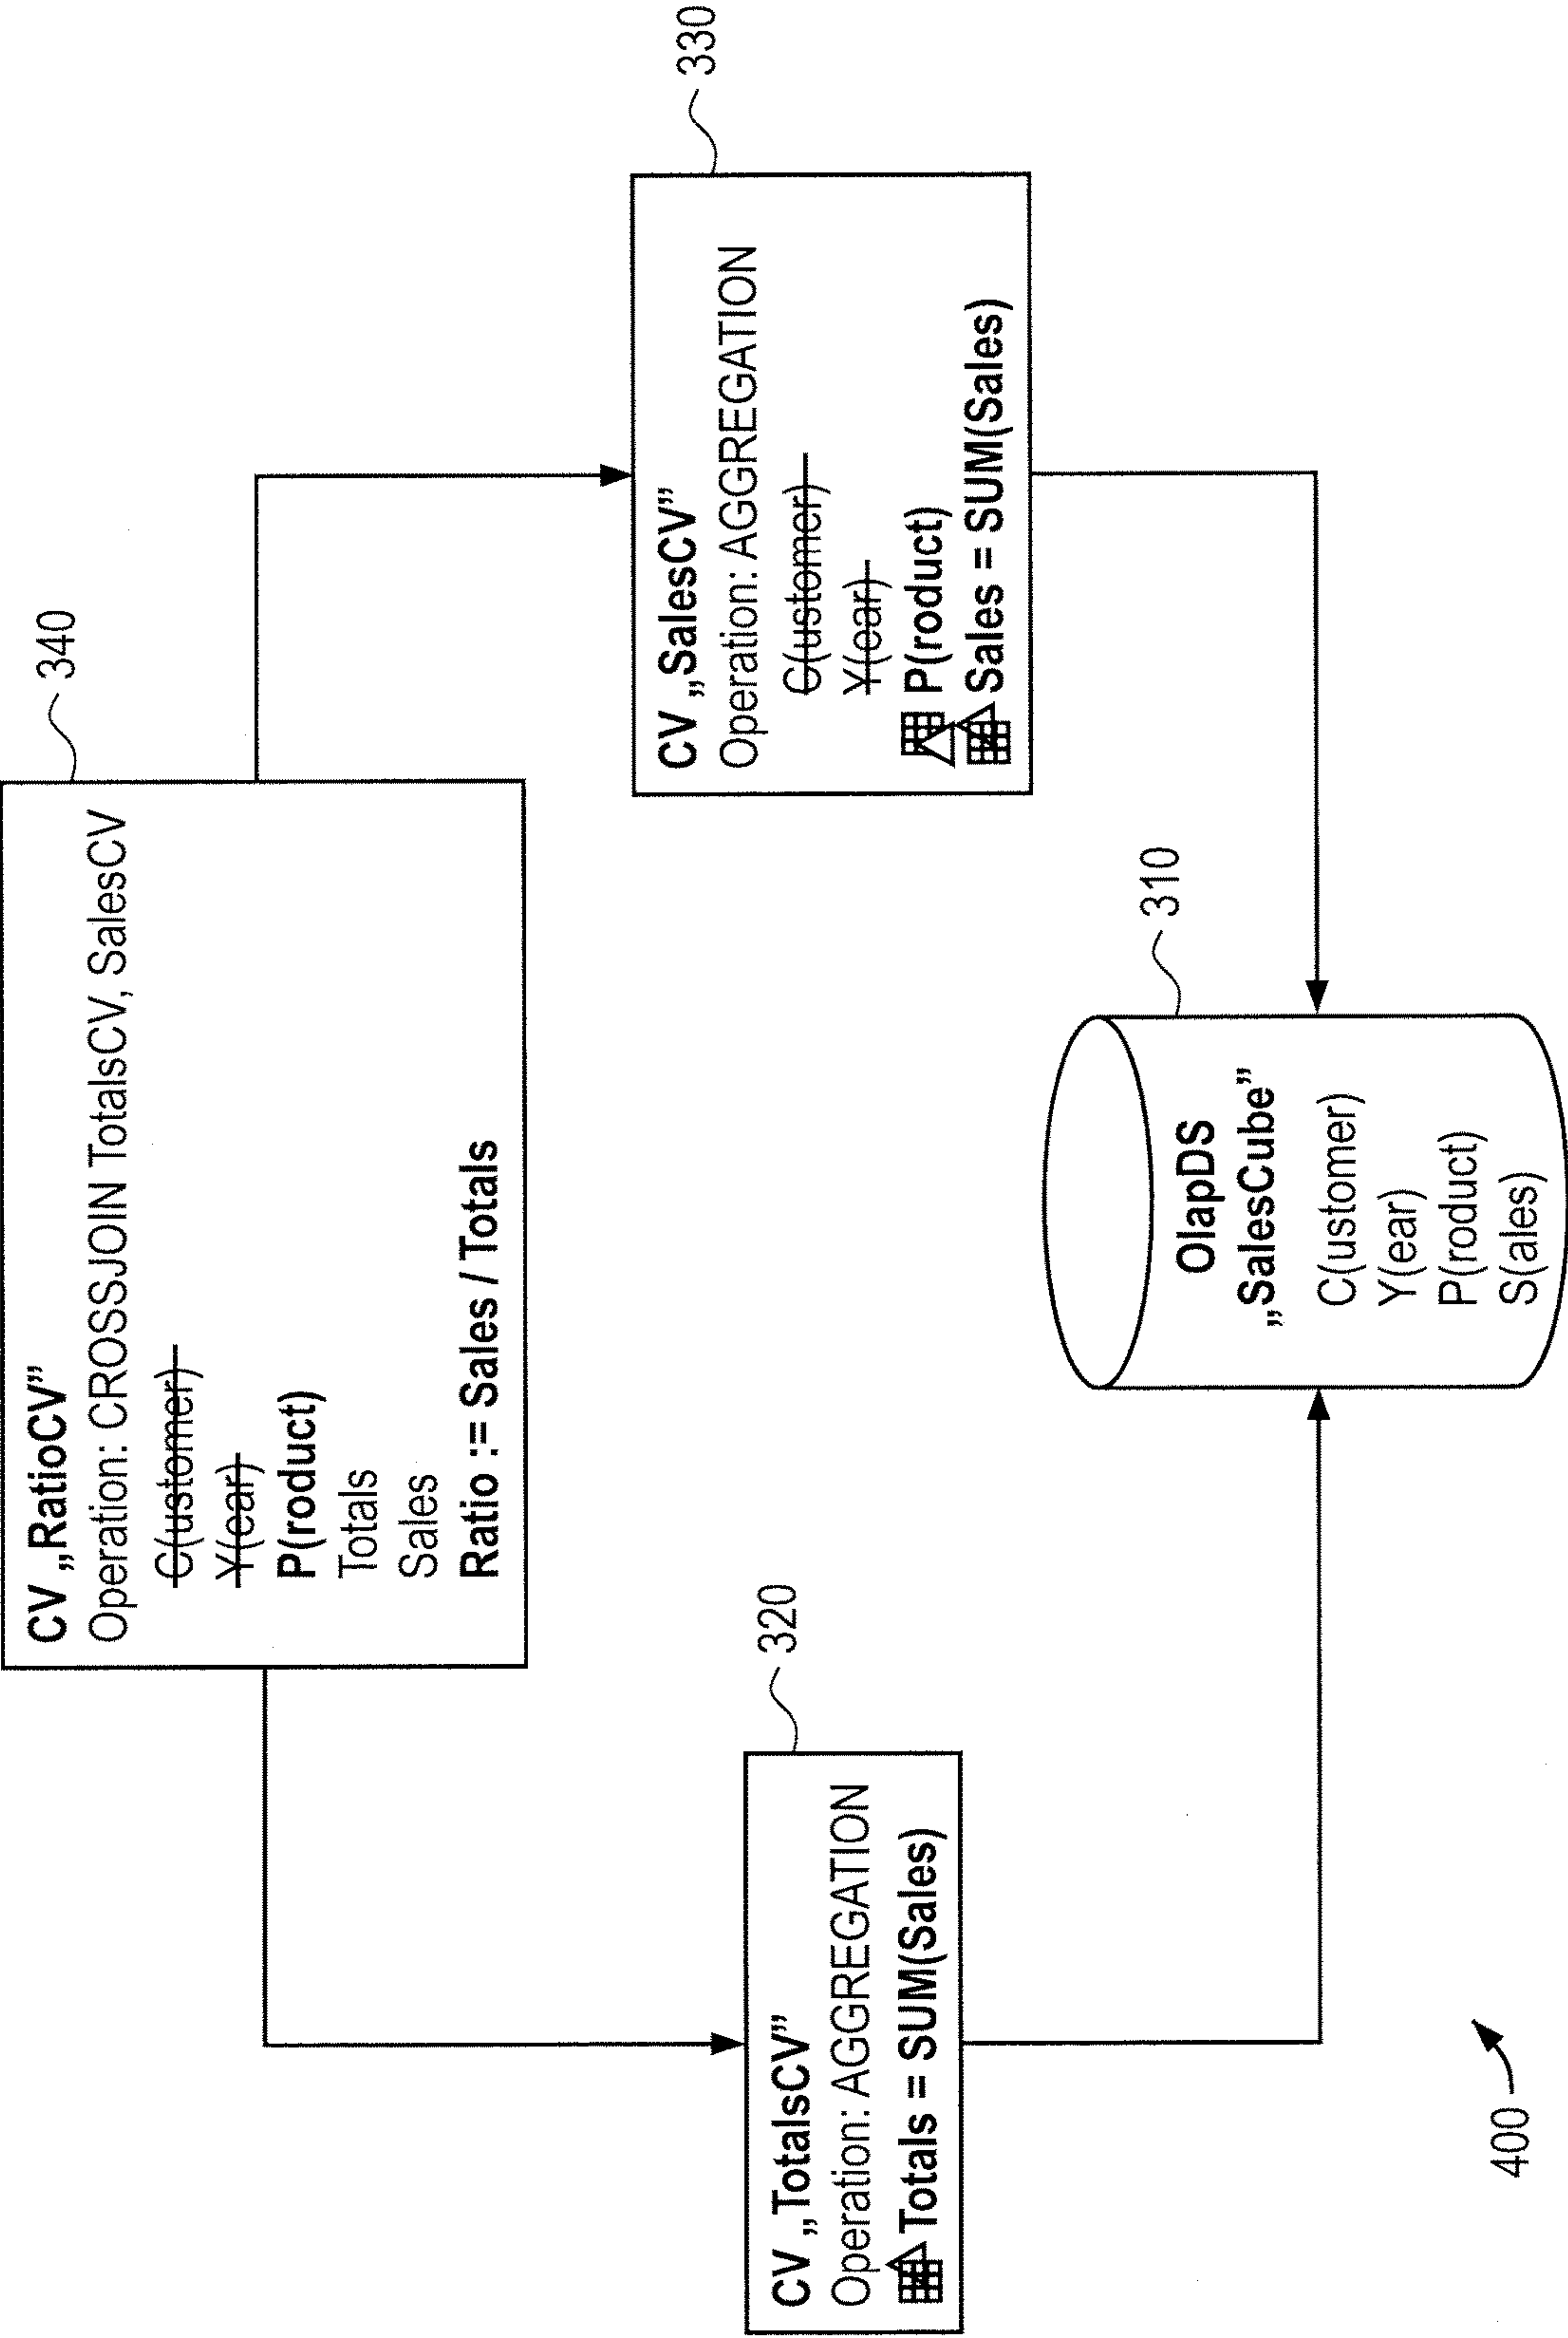 340
CV „RatioCV”
Operation: CROSSJOIN TotalsCV, SalesCV
C(ustomer)
Y(ear)
P(roduct)
Totals
Sales
Ratio := Sales / Totals
320
CV „TotalsCV”
Operation: AGGREGATION
Totals = SUM(Sales)
330
CV „SalesCV”
Operation: AGGREGATION
C(ustomer)
Y(ear)
P(roduct)
Sales = SUM(Sales)
310
OlapDS
„SalesCube”
C(ustomer)
Y(ear)
P(roduct)
S(ales)
400